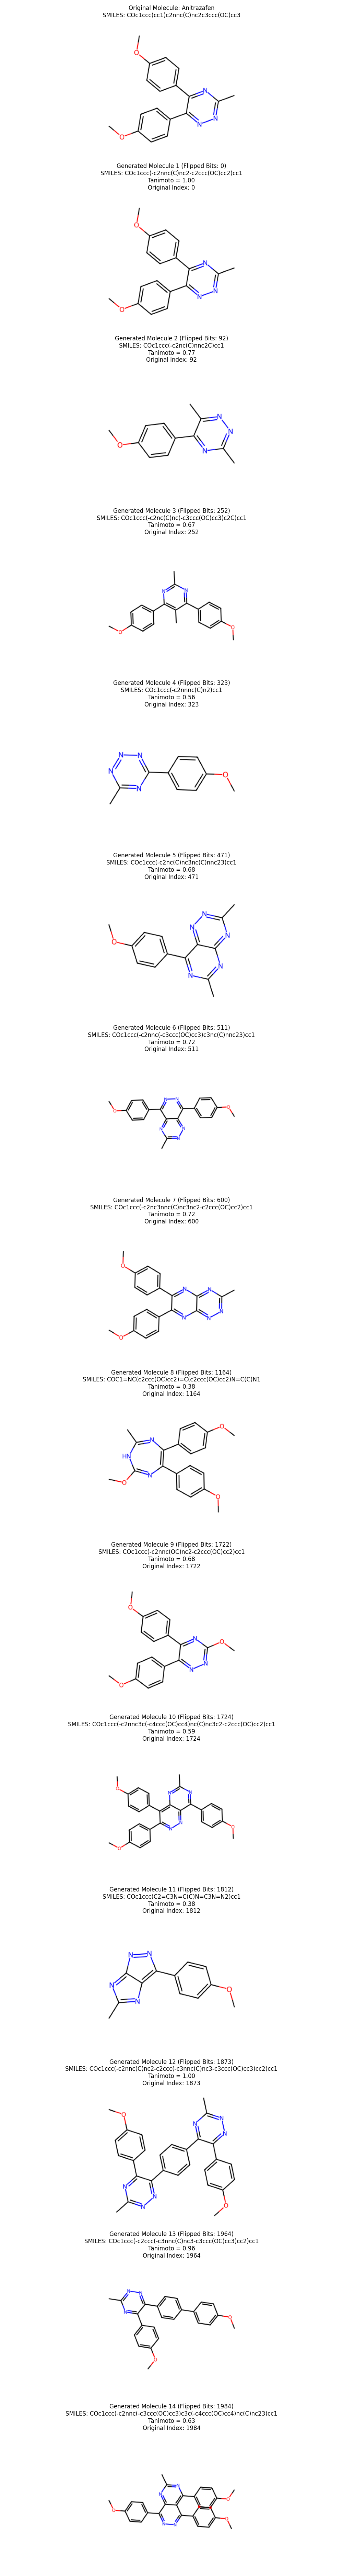 Original Molecule: Anitrazafen
SMILES: COc1ccc(cc1)c2nnc(C)nc2c3ccc(OC)cc3
Generated Molecule 1 (Flipped Bits: 0)
SMILES: COc1ccc(-c2nnc(C)nc2-c2ccc(OC)cc2)cc1
Tanimoto = 1.00
Original Index: 0
Generated Molecule 2 (Flipped Bits: 92)
SMILES: COc1ccc(-c2nc(C)nnc2C)cc1
Tanimoto = 0.77
Original Index: 92
Generated Molecule 3 (Flipped Bits: 252)
SMILES: COc1ccc(-c2nc(C)nc(-c3ccc(OC)cc3)c2C)cc1
Tanimoto = 0.67
Original Index: 252
Generated Molecule 4 (Flipped Bits: 323)
SMILES: COc1ccc(-c2nnnc(C)n2)cc1
Tanimoto = 0.56
Original Index: 323
Generated Molecule 5 (Flipped Bits: 471)
SMILES: COc1ccc(-c2nc(C)nc3nc(C)nnc23)cc1
Tanimoto = 0.68
Original Index: 471
Generated Molecule 6 (Flipped Bits: 511)
SMILES: COc1ccc(-c2nnc(-c3ccc(OC)cc3)c3nc(C)nnc23)cc1
Tanimoto = 0.72
Original Index: 511
Generated Molecule 7 (Flipped Bits: 600)
SMILES: COc1ccc(-c2nc3nnc(C)nc3nc2-c2ccc(OC)cc2)cc1
Tanimoto = 0.72
Original Index: 600
Generated Molecule 8 (Flipped Bits: 1164)
SMILES: COC1=NC(c2ccc(OC)cc2)=C(c2ccc(OC)cc2)N=C(C)N1
Tanimoto = 0.38
Original Index: 1164
Generated Molecule 9 (Flipped Bits: 1722)
SMILES: COc1ccc(-c2nnc(OC)nc2-c2ccc(OC)cc2)cc1
Tanimoto = 0.68
Original Index: 1722
Generated Molecule 10 (Flipped Bits: 1724)
SMILES: COc1ccc(-c2nnc3c(-c4ccc(OC)cc4)nc(C)nc3c2-c2ccc(OC)cc2)cc1
Tanimoto = 0.59
Original Index: 1724
Generated Molecule 11 (Flipped Bits: 1812)
SMILES: COc1ccc(C2=C3N=C(C)N=C3N=N2)cc1
Tanimoto = 0.38
Original Index: 1812
Generated Molecule 12 (Flipped Bits: 1873)
SMILES: COc1ccc(-c2nnc(C)nc2-c2ccc(-c3nnc(C)nc3-c3ccc(OC)cc3)cc2)cc1
Tanimoto = 1.00
Original Index: 1873
Generated Molecule 13 (Flipped Bits: 1964)
SMILES: COc1ccc(-c2ccc(-c3nnc(C)nc3-c3ccc(OC)cc3)cc2)cc1
Tanimoto = 0.96
Original Index: 1964
Generated Molecule 14 (Flipped Bits: 1984)
SMILES: COc1ccc(-c2nnc(-c3ccc(OC)cc3)c3c(-c4ccc(OC)cc4)nc(C)nc23)cc1
Tanimoto = 0.63
Original Index: 1984